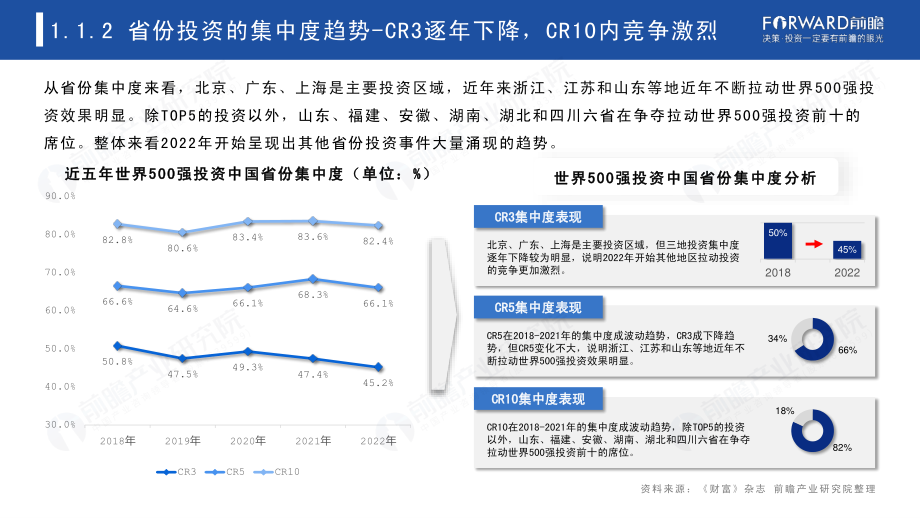 1.1.2 省份投资的集中度趋势-CR3逐年下降，CR10内竞争激烈
FORWARD前瞻
决策·投资一定要有前瞻的眼光
从省份集中度来看，北京、广东、上海是主要投资区域，近年来浙江、江苏和山东等地近年不断拉动世界500强投
资效果明显。除TOP5的投资以外，山东、福建、安徽、湖南、湖北和四川六省在争夺拉动世界500强投资前十的
席位。整体来看2022年开始呈现出其他省份投资事件大量涌现的趋势。
近五年世界500强投资中国省份集中度（单位：%）
90.0%
80.0%
70.0%
60.0%
50.0%
40.0%
30.0%
82.8%
80.6%
83.4%
83.6%
82.4%
66.6%
64.6%
66.1%
68.3%
66.1%
50.8%
47.5%
49.3%
47.4%
45.2%
2018年
2019年
2020年
2021年
2022年
CR3
CR5
CR10
世界500强投资中国省份集中度分析
CR3集中度表现
北京、广东、上海是主要投资区域，但三地投资集中度
逐年下降较为明显，说明2022年开始其他地区拉动投资
的竞争更加激烈。
50%
45%
2018
2022
CR5集中度表现
CR5在2018-2021年的集中度成波动趋势，CR3成下降趋
势，但CR5变化不大，说明浙江、江苏和山东等地近年不
断拉动世界500强投资效果明显。
34%
66%
CR10集中度表现
CR10在2018-2021年的集中度成波动趋势，除TOP5的投资
以外，山东、福建、安徽、湖南、湖北和四川六省在争夺
拉动世界500强投资前十的席位。
18%
82%
资料来源：《财富》杂志 前瞻产业研究院整理